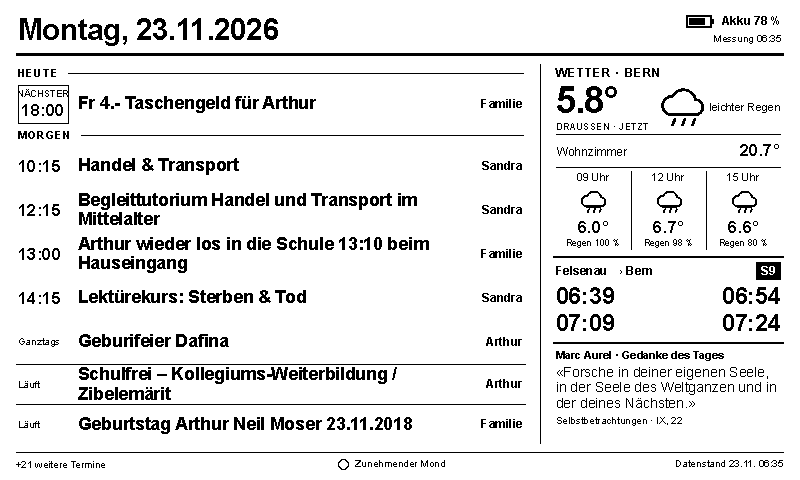 Montag, 23.11.2026
Akku 78 %
Messung 06:35
HEUTE
NÄCHSTER
18:00 Fr 4.- Taschengeld für Arthur Familie
MORGEN
10:15 Handel & Transport Sandra
12:15 Begleittutorium Handel und Transport im
Mittelalter Sandra
13:00 Arthur wieder los in die Schule 13:10 beim
Hauseingang Familie
14:15 Lektürekurs: Sterben & Tod Sandra
Ganztags Geburifeier Dafina Arthur
Läuft Schulfrei – Kollegiums-Weiterbildung /
Zibelemärit Arthur
Läuft Geburtstag Arthur Neil Moser 23.11.2018 Familie
WETTER · BERN
5.8°
leichter Regen
DRAUSSEN · JETZT
Wohnzimmer 20.7°
09 Uhr 12 Uhr 15 Uhr
6.0° 6.7° 6.6°
Regen 100 % Regen 98 % Regen 80 %
Felsenau › Bern S9
06:39 06:54
07:09 07:24
Marc Aurel · Gedanke des Tages
«Forsche in deiner eigenen Seele,
in der Seele des Weltganzen und in
der deines Nächsten.»
Selbstbetrachtungen · IX, 22
+21 weitere Termine
Zunehmender Mond
Datenstand 23.11. 06:35